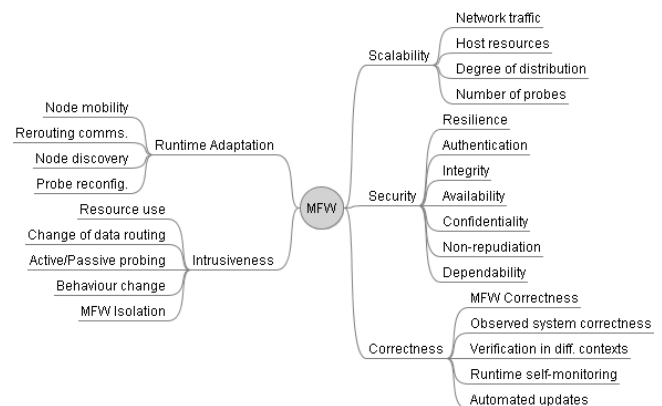 MFW
Scalability
Network traffic
Host resources
Degree of distribution
Number of probes
Security
Resilience
Authentication
Integrity
Availability
Confidentiality
Non-repudiation
Dependability
Correctness
MFW Correctness
Observed system correctness
Verification in diff. contexts
Runtime self-monitoring
Automated updates
Runtime Adaptation
Node mobility
Rerouting comms.
Node discovery
Probe reconfig.
Intrusiveness
Resource use
Change of data routing
Active/Passive probing
Behaviour change
MFW Isolation